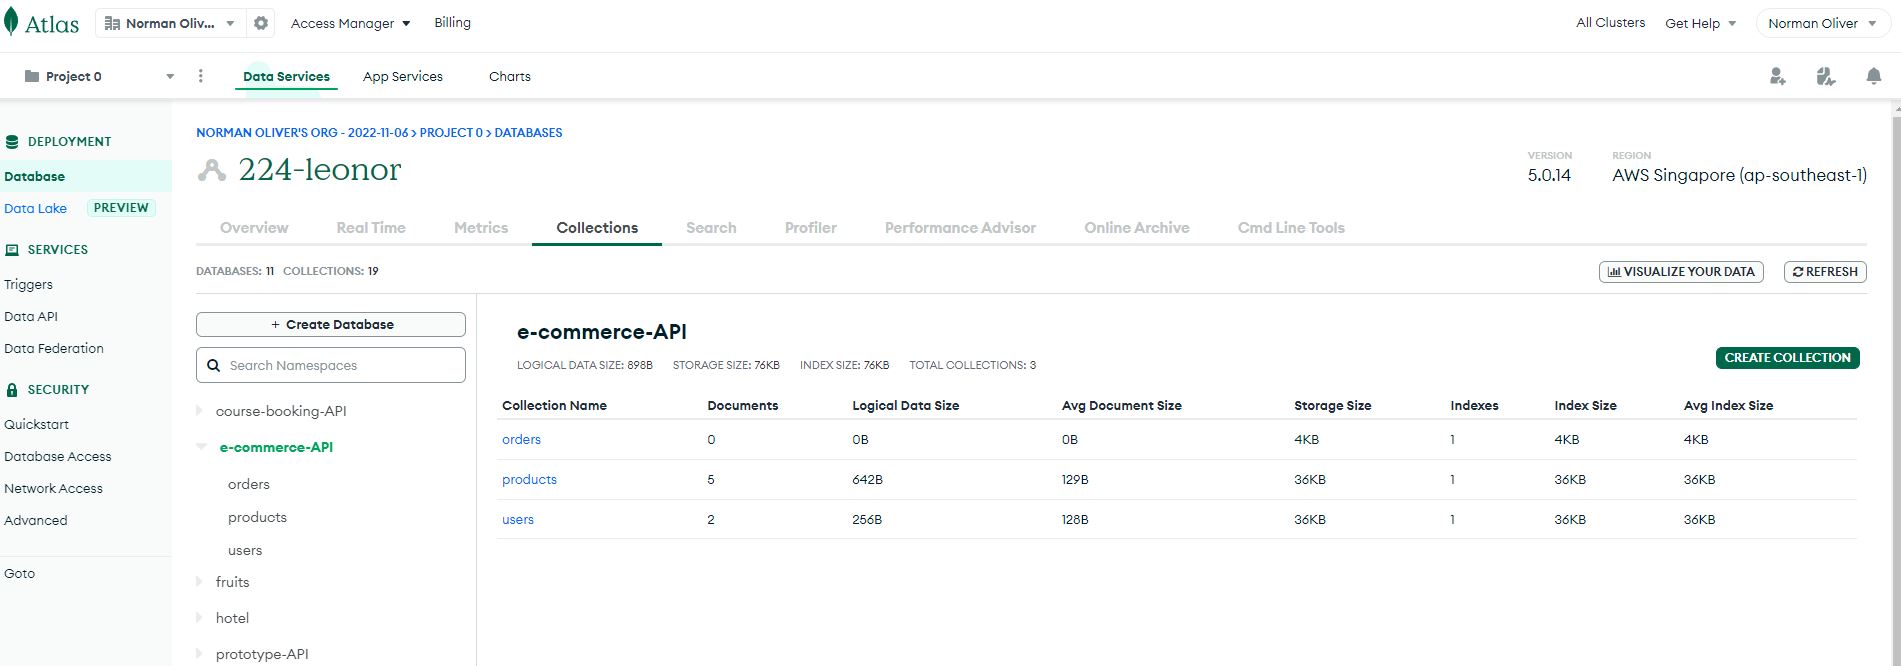 Atlas
Norman Oliv...
Access Manager
Billing
All Clusters
Get Help
Norman Oliver
Project 0
Data Services
App Services
Charts
DEPLOYMENT
Database
Data Lake PREVIEW
SERVICES
Triggers
Data API
Data Federation
SECURITY
Quickstart
Database Access
Network Access
Advanced
Goto
NORMAN OLIVER'S ORG - 2022-11-06 > PROJECT 0 > DATABASES
224-leonor
VERSION
5.0.14
REGION
AWS Singapore (ap-southeast-1)
Overview Real Time Metrics Collections Search Profiler Performance Advisor Online Archive Cmd Line Tools
DATABASES: 11 COLLECTIONS: 19
VISUALIZE YOUR DATA
REFRESH
+ Create Database
Search Namespaces
course-booking-API
e-commerce-API
orders
products
users
fruits
hotel
prototype-API
e-commerce-API
LOGICAL DATA SIZE: 898B STORAGE SIZE: 76KB INDEX SIZE: 76KB TOTAL COLLECTIONS: 3
CREATE COLLECTION
Collection Name Documents Logical Data Size Avg Document Size Storage Size Indexes Index Size Avg Index Size
orders 0 0B 0B 4KB 1 4KB 4KB
products 5 642B 129B 36KB 1 36KB 36KB
users 2 256B 128B 36KB 1 36KB 36KB